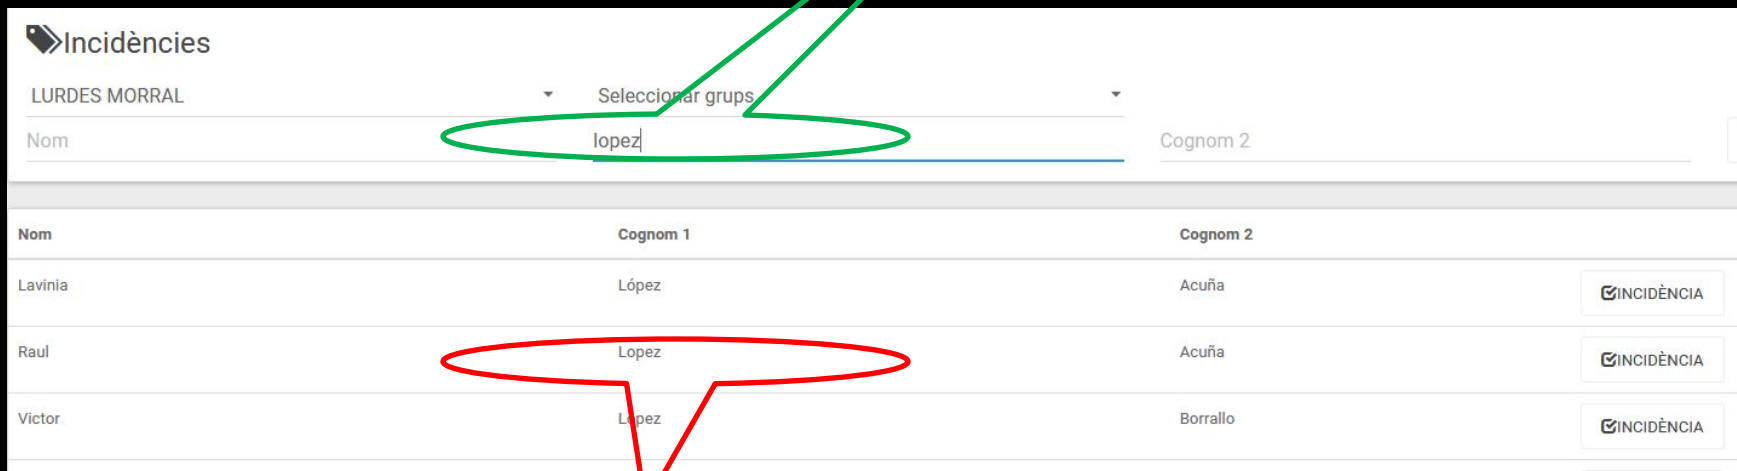 Incidències
LURDES MORRAL Seleccionar grups
Nom lopez Cognom 2
Nom Cognom 1 Cognom 2
Lavinia López Acuña INCIDÈNCIA
Raul Lopez Acuña INCIDÈNCIA
Victor Borrallo INCIDÈNCIA